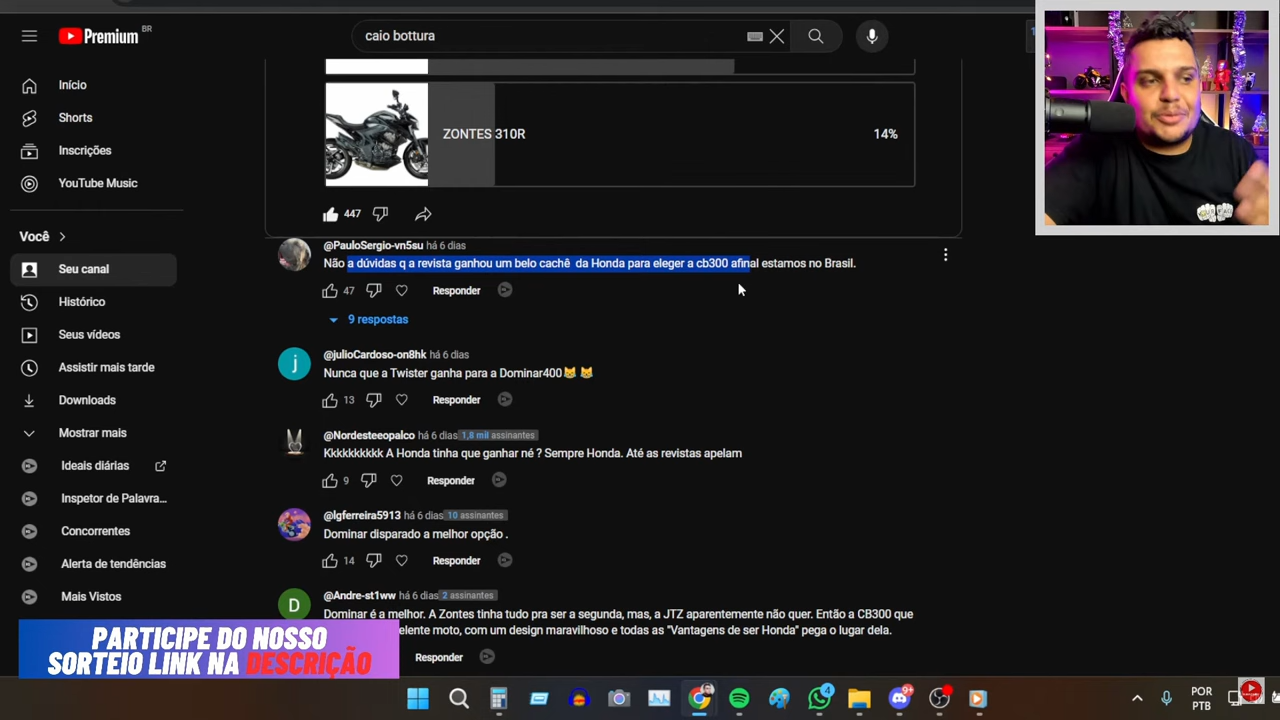 Premium BR
caio bottura
Início
Shorts
Inscrições
YouTube Music
Você
Seu canal
Histórico
Seus vídeos
Assistir mais tarde
Downloads
Mostrar mais
Ideais diárias
Inspetor de Palavra...
Concorrentes
Alerta de tendências
Mais Vistos
ZONTES 310R
14%
447
@PauloSergio-vn5su há 6 dias
Não a dúvidas q a revista ganhou um belo cachê da Honda para eleger a cb300 afinal estamos no Brasil.
47 Responder
9 respostas
j
@julioCardoso-on8hk há 6 dias
Nunca que a Twister ganha para a Dominar400😹 😹
13 Responder
@Nordesteeopalco há 6 dias 1,8 mil assinantes
Kkkkkkkkkk A Honda tinha que ganhar né ? Sempre Honda. Até as revistas apelam
9 Responder
@lgferreira5913 há 6 dias 10 assinantes
Dominar disparado a melhor opção .
14 Responder
D
@Andre-st1ww há 6 dias 2 assinantes
Dominar é a melhor. A Zontes tinha tudo pra ser a segunda, mas, a JTZ aparentemente não quer. Então a CB300 que
elente moto, com um design maravilhoso e todas as "Vantagens de ser Honda" pega o lugar dela.
Responder
PARTICIPE DO NOSSO
SORTEIO LINK NA DESCRIÇÃO
4
9+
POR
PTB